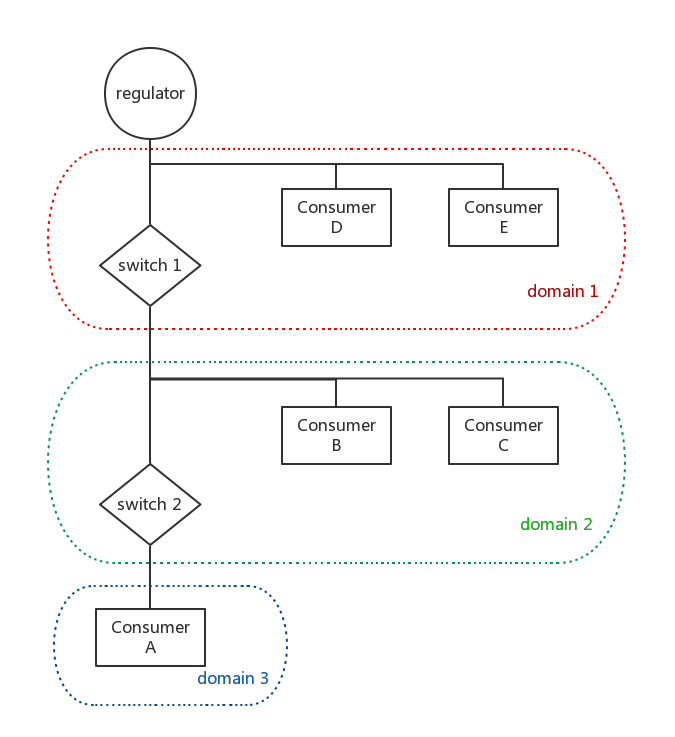 regulator
Consumer
D
Consumer
E
switch 1
domain 1
Consumer
B
Consumer
C
switch 2
domain 2
Consumer
A
domain 3